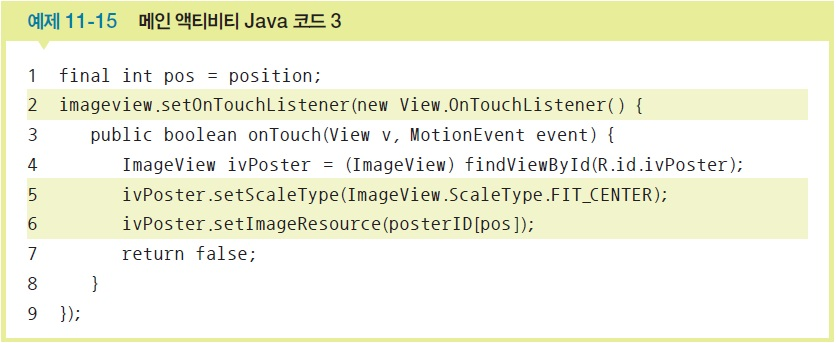 예제 11-15 메인 액티비티 Java 코드 3
1 final int pos = position;
2 imageview.setOnTouchListener(new View.OnTouchListener() {
3 public boolean onTouch(View v, MotionEvent event) {
4 ImageView ivPoster = (ImageView) findViewById(R.id.ivPoster);
5 ivPoster.setScaleType(ImageView.ScaleType.FIT_CENTER);
6 ivPoster.setImageResource(posterID[pos]);
7 return false;
8 }
9 });